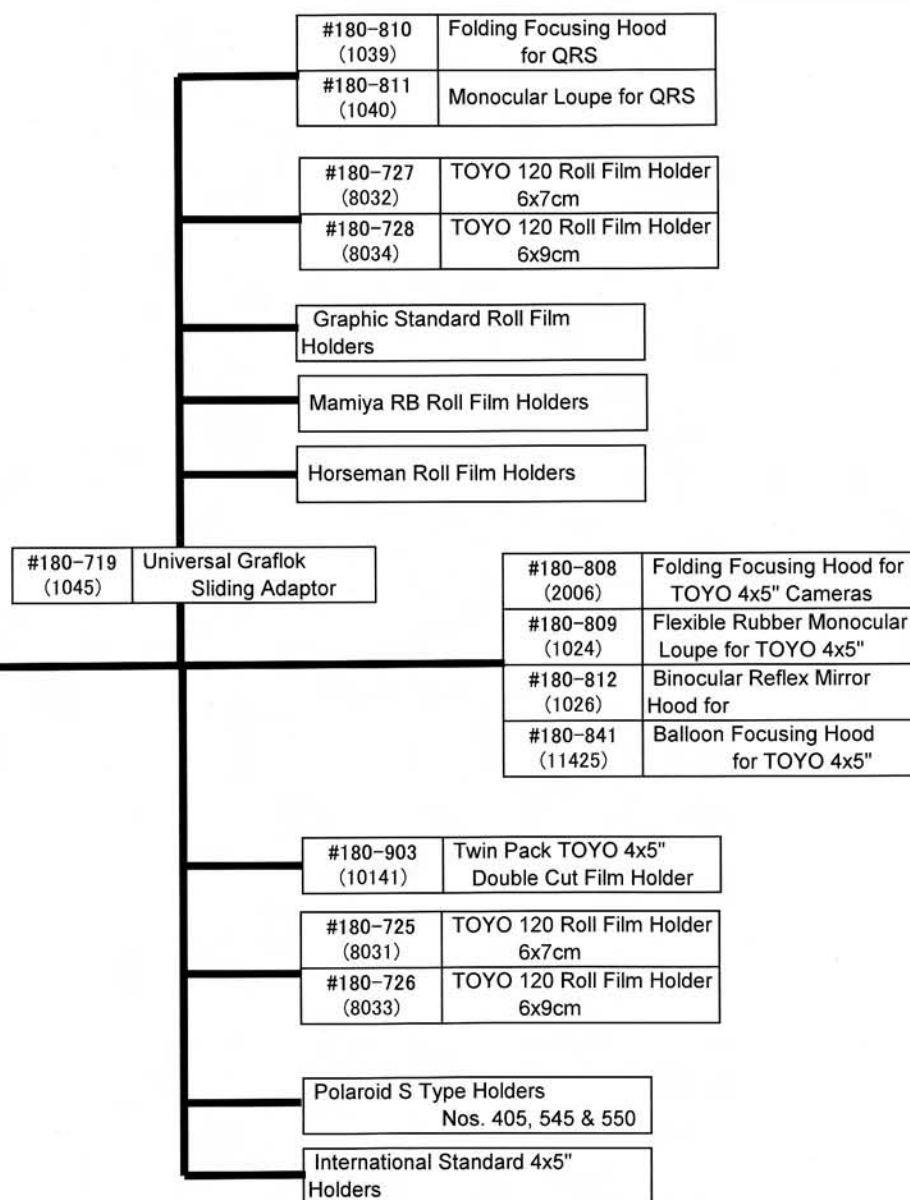 #180-810 Folding Focusing Hood
(1039) for QRS
#180-811 Monocular Loupe for QRS
(1040)
#180-727 TOYO 120 Roll Film Holder
(8032) 6x7cm
#180-728 TOYO 120 Roll Film Holder
(8034) 6x9cm
Graphic Standard Roll Film
Holders
Mamiya RB Roll Film Holders
Horseman Roll Film Holders
#180-719 Universal Graflok
(1045) Sliding Adaptor
#180-808 Folding Focusing Hood for
(2006) TOYO 4x5" Cameras
#180-809 Flexible Rubber Monocular
(1024) Loupe for TOYO 4x5"
#180-812 Binocular Reflex Mirror
(1026) Hood for
#180-841 Balloon Focusing Hood
(11425) for TOYO 4x5"
#180-903 Twin Pack TOYO 4x5"
(10141) Double Cut Film Holder
#180-725 TOYO 120 Roll Film Holder
(8031) 6x7cm
#180-726 TOYO 120 Roll Film Holder
(8033) 6x9cm
Polaroid S Type Holders
Nos. 405, 545 & 550
International Standard 4x5"
Holders